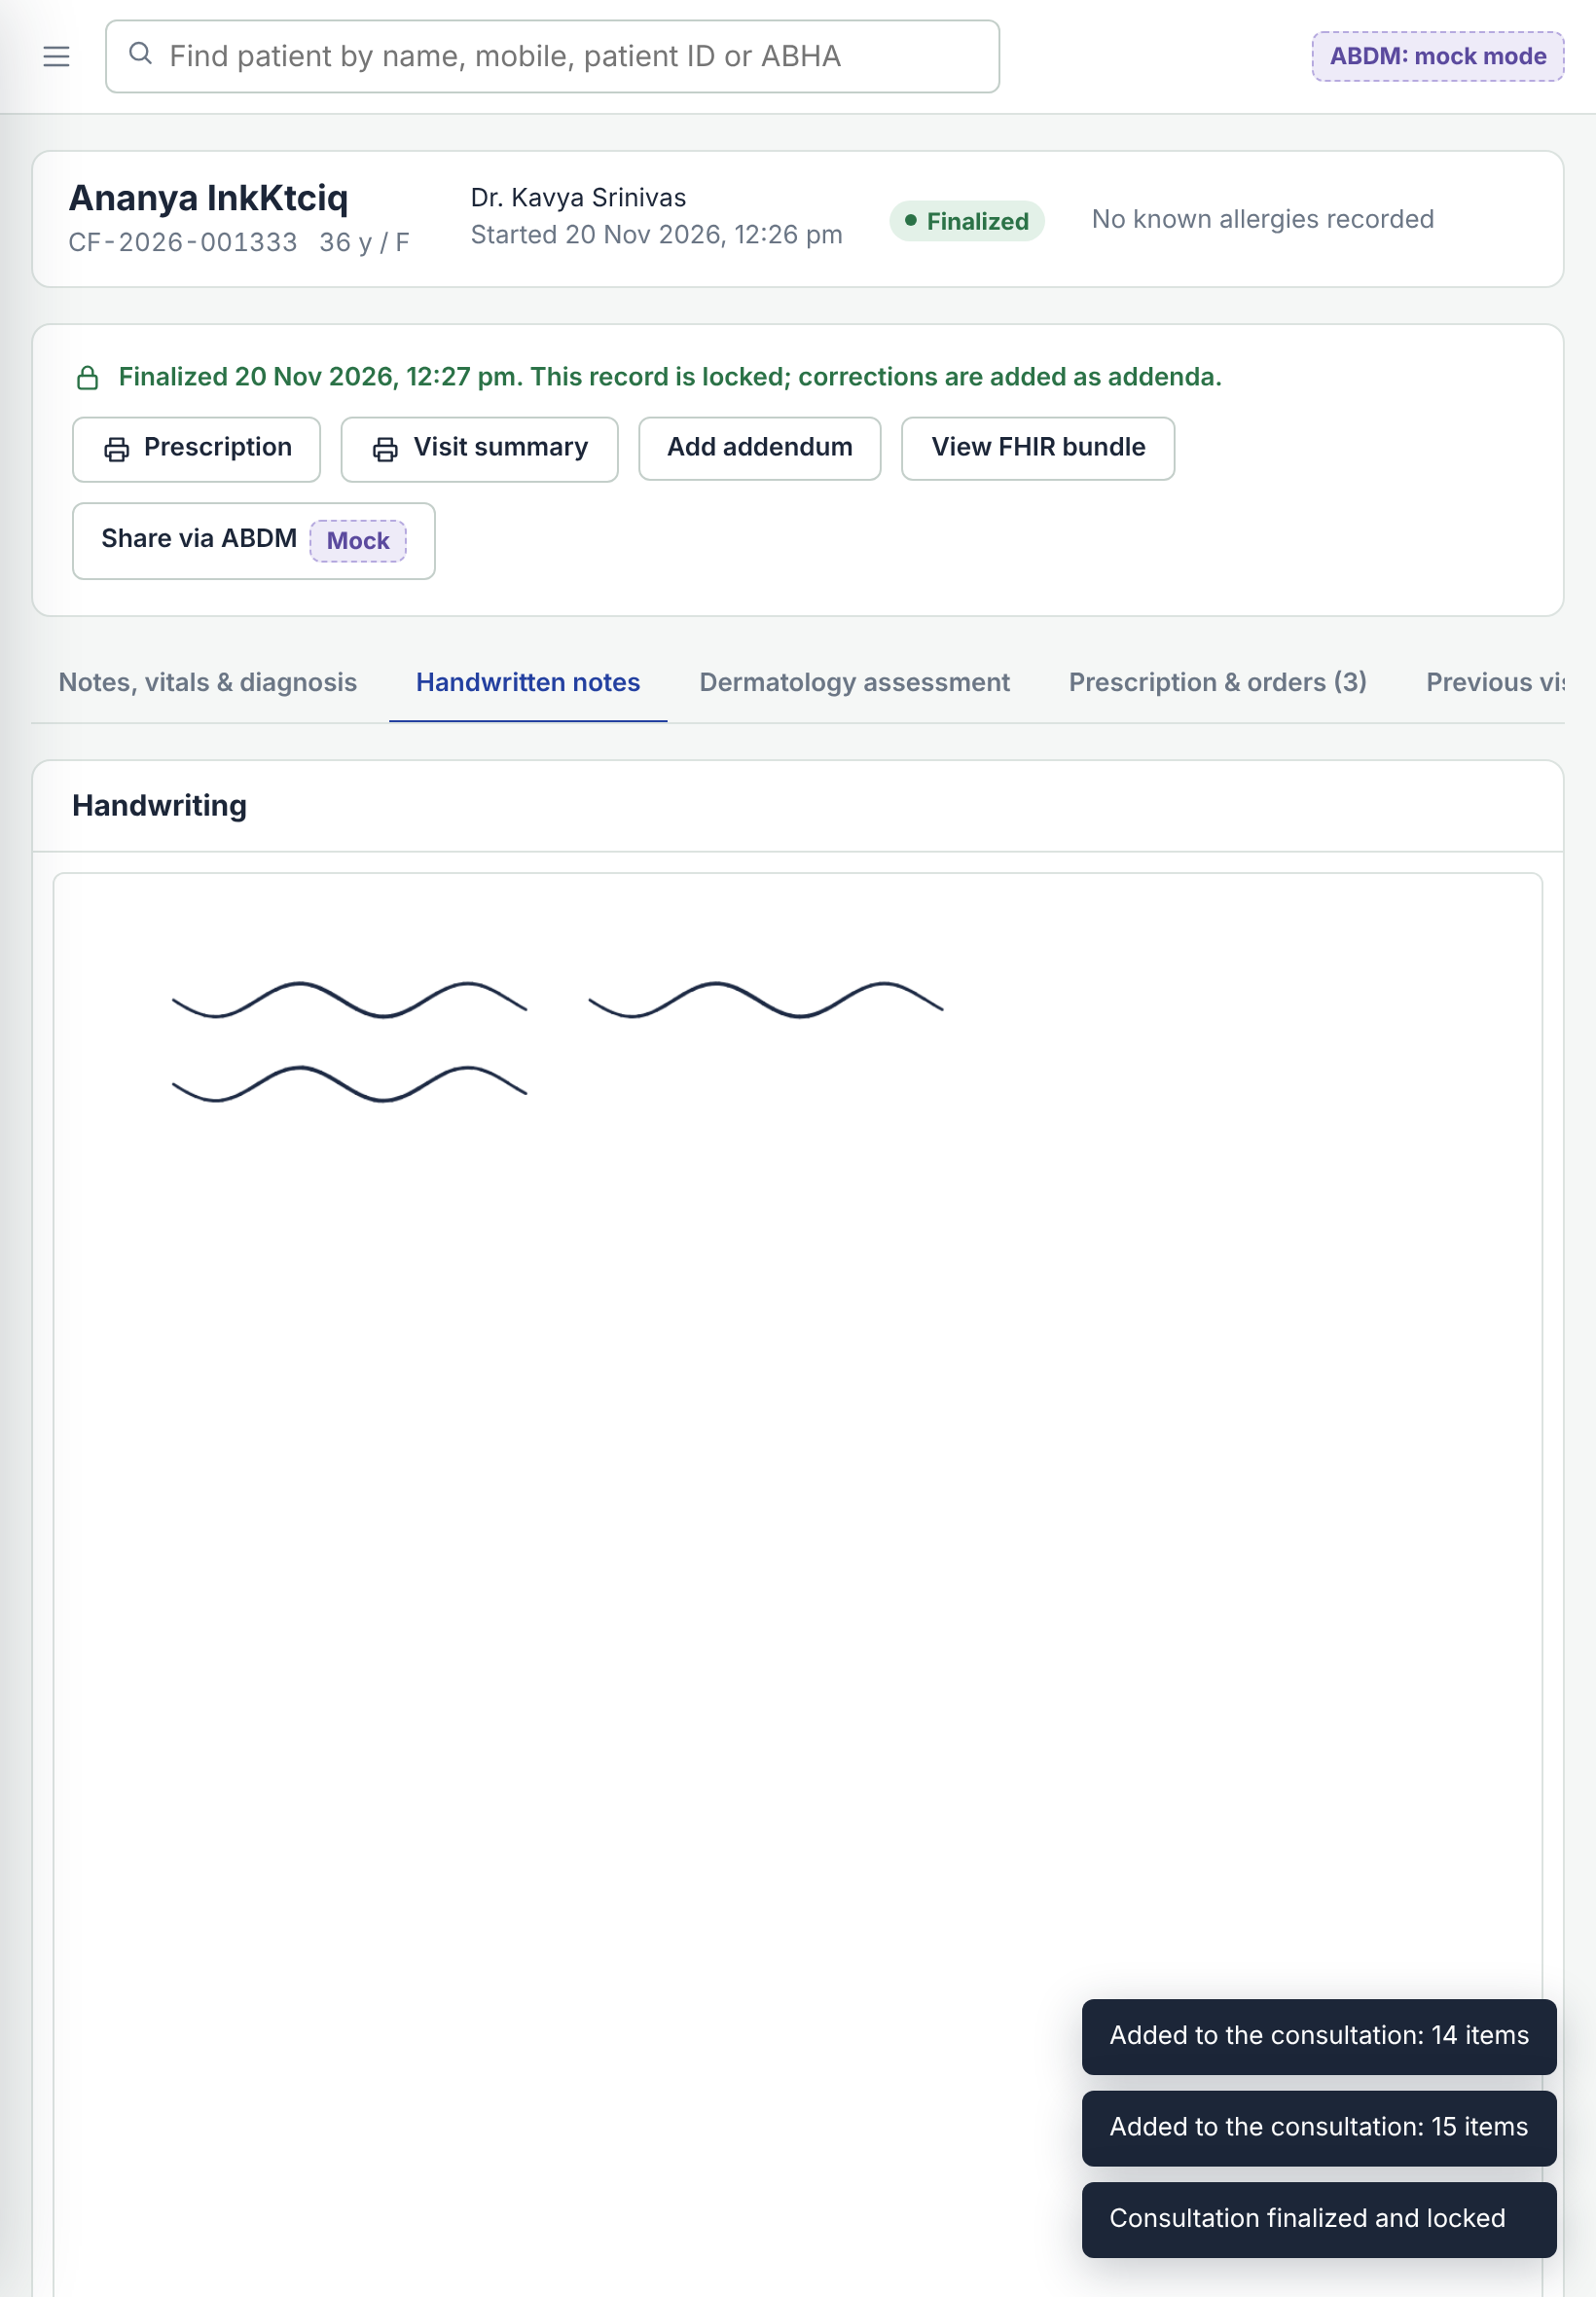 Find patient by name, mobile, patient ID or ABHA
ABDM: mock mode
Ananya InkKtciq
CF-2026-001333 36 y / F
Dr. Kavya Srinivas
Started 20 Nov 2026, 12:26 pm
Finalized
No known allergies recorded
Finalized 20 Nov 2026, 12:27 pm. This record is locked; corrections are added as addenda.
Prescription
Visit summary
Add addendum
View FHIR bundle
Share via ABDM Mock
Notes, vitals & diagnosis
Handwritten notes
Dermatology assessment
Prescription & orders (3)
Previous
Handwriting
Added to the consultation: 14 items
Added to the consultation: 15 items
Consultation finalized and locked